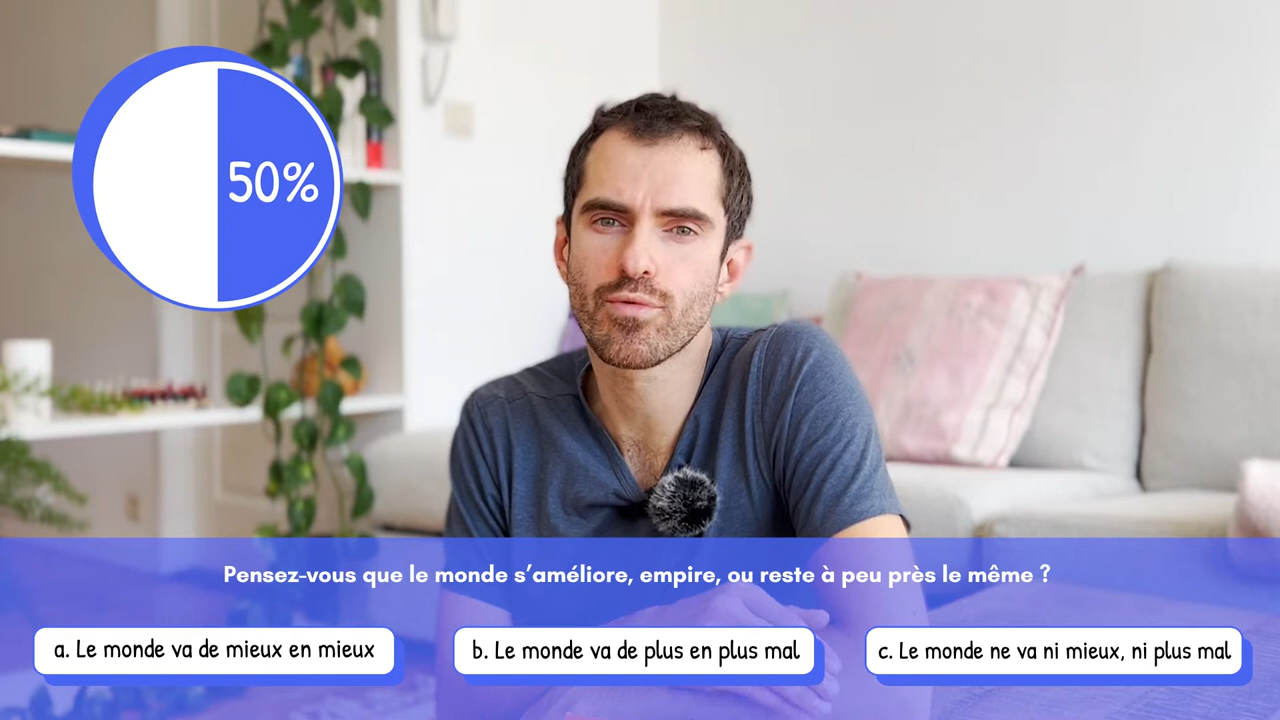 50%
Pensez-vous que le monde s’améliore, empire, ou reste à peu près le même ?
a. Le monde va de mieux en mieux
b. Le monde va de plus en plus mal
c. Le monde ne va ni mieux, ni plus mal